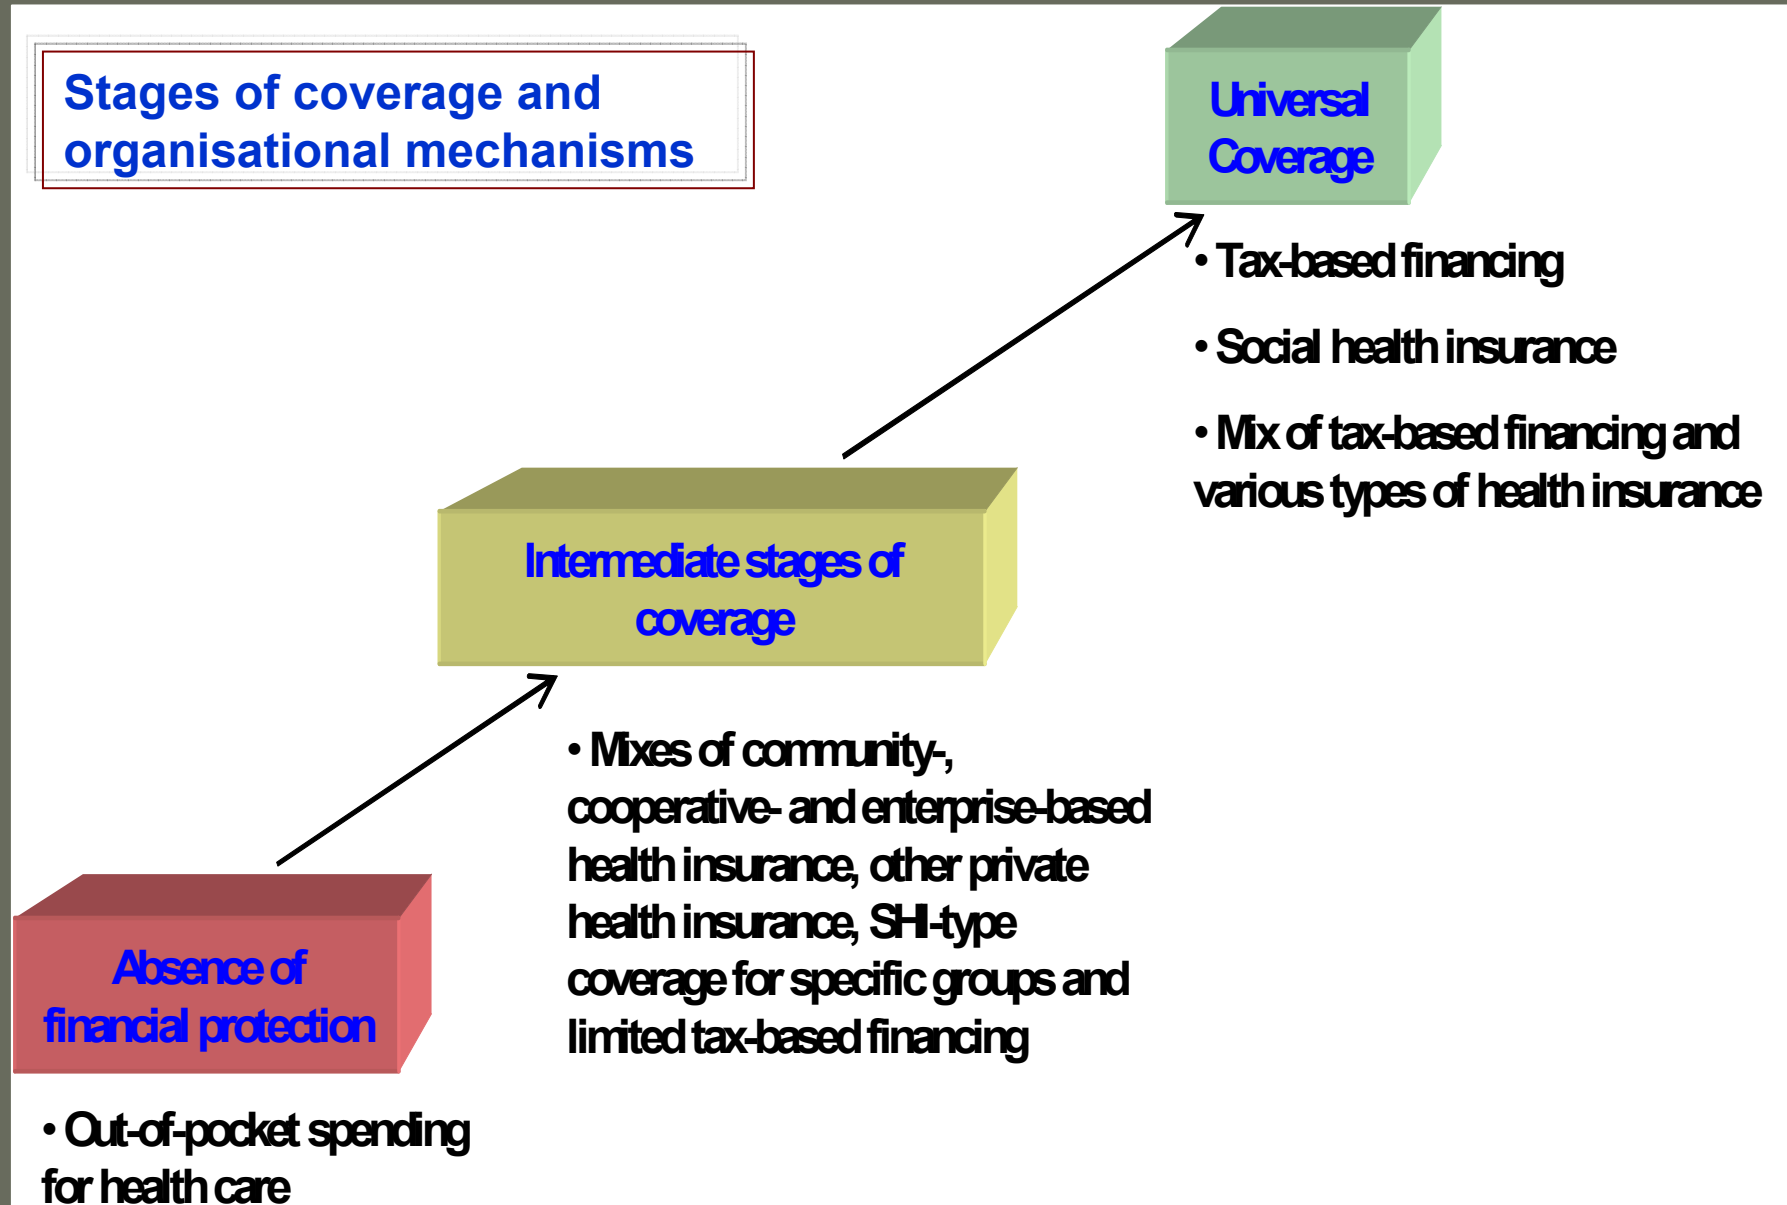 Stages of coverage and
organisational mechanisms
Universal
Coverage
• Tax-based financing
• Social health insurance
• Mix of tax-based financing and
various types of health insurance
Intermediate stages of
coverage
• Mixes of community-,
cooperative- and enterprise-based
health insurance, other private
health insurance, SHI-type
coverage for specific groups and
limited tax-based financing
Absence of
financial protection
• Out-of-pocket spending
for health care